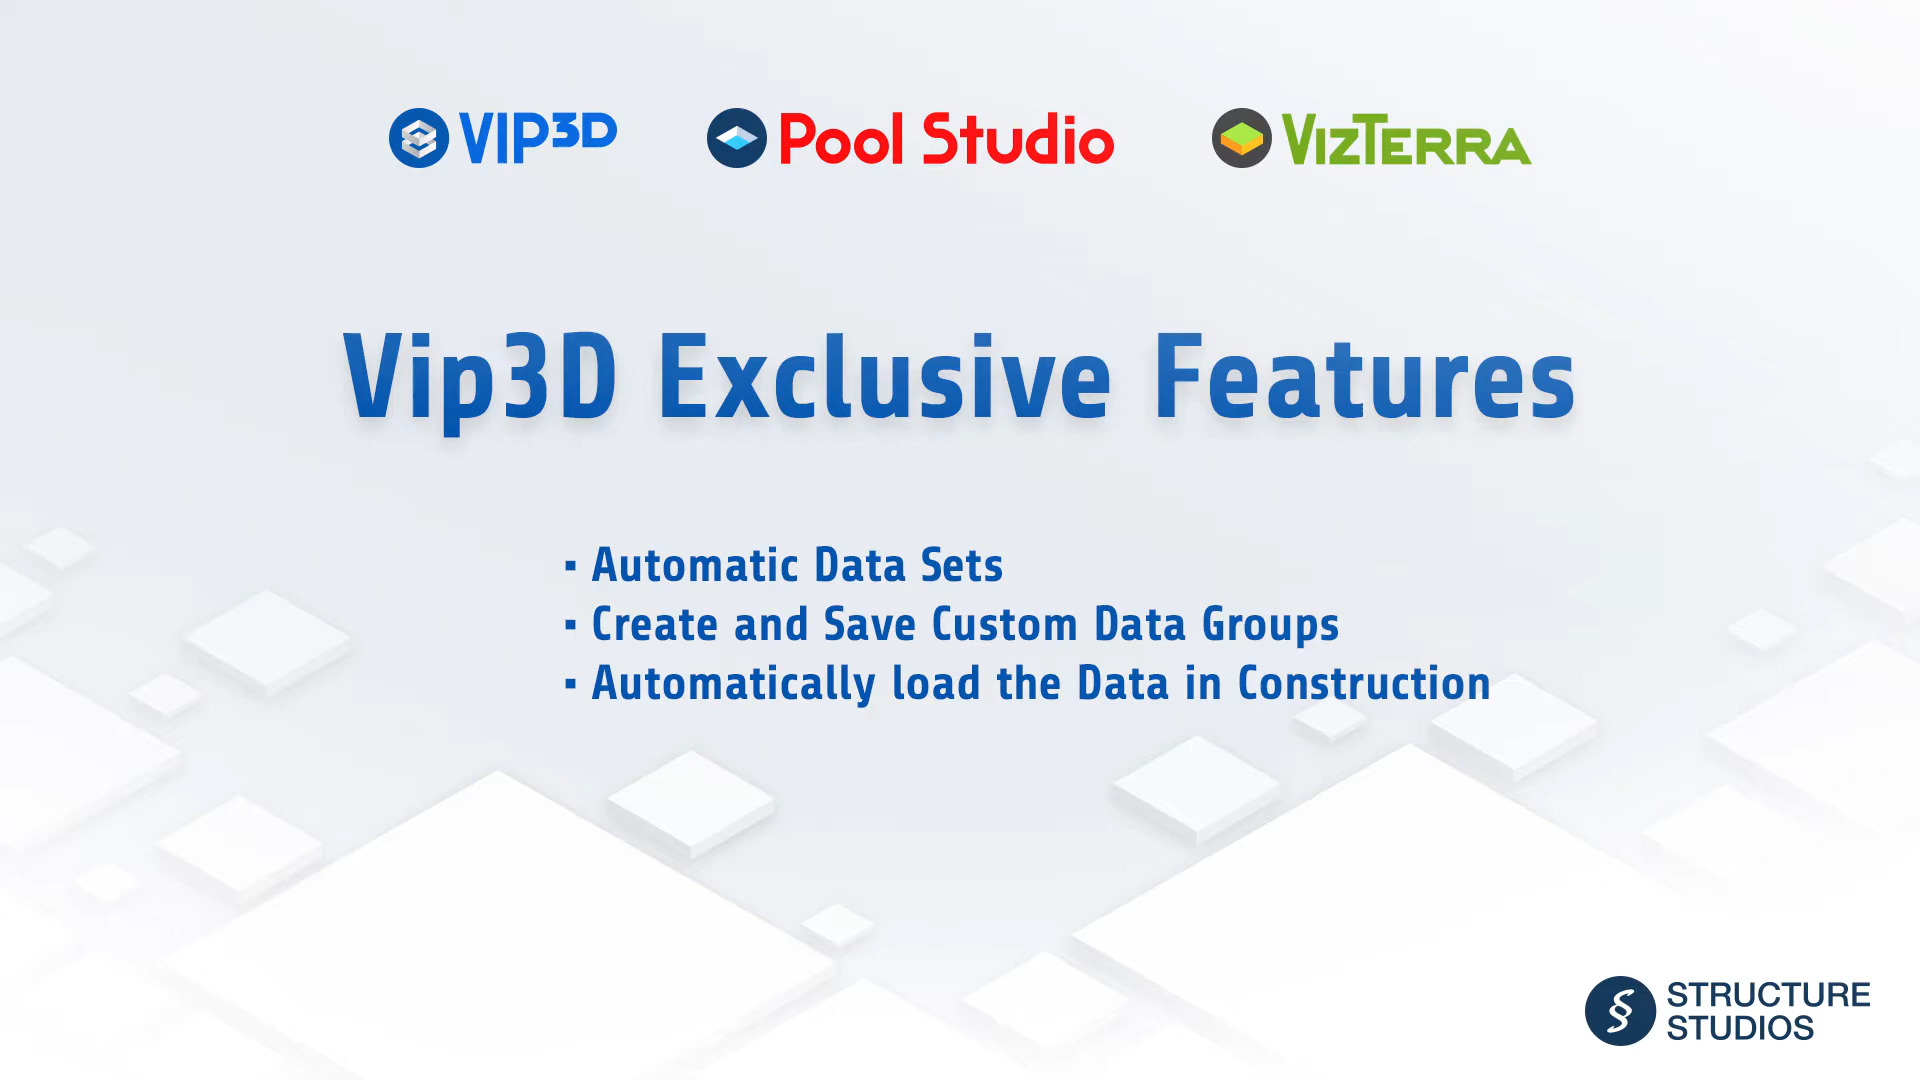 VIP3D Pool Studio VIZTERRA
Vip3D Exclusive Features
▪ Automatic Data Sets
▪ Create and Save Custom Data Groups
▪ Automatically load the Data in Construction
STRUCTURE
STUDIOS